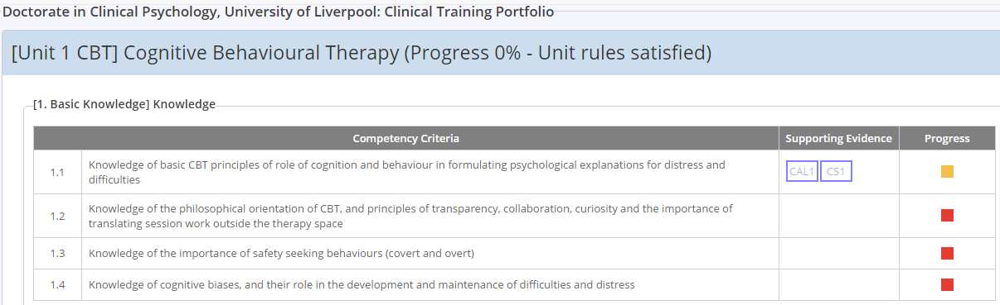 Doctorate in Clinical Psychology, University of Liverpool: Clinical Training Portfolio
[Unit 1 CBT] Cognitive Behavioural Therapy (Progress 0% - Unit rules satisfied)
[1. Basic Knowledge] Knowledge
Competency Criteria Supporting Evidence Progress
1.1 Knowledge of basic CBT principles of role of cognition and behaviour in formulating psychological explanations for distress and
difficulties CAL1 CS1
1.2 Knowledge of the philosophical orientation of CBT, and principles of transparency, collaboration, curiosity and the importance of
translating session work outside the therapy space
1.3 Knowledge of the importance of safety seeking behaviours (covert and overt)
1.4 Knowledge of cognitive biases, and their role in the development and maintenance of difficulties and distress